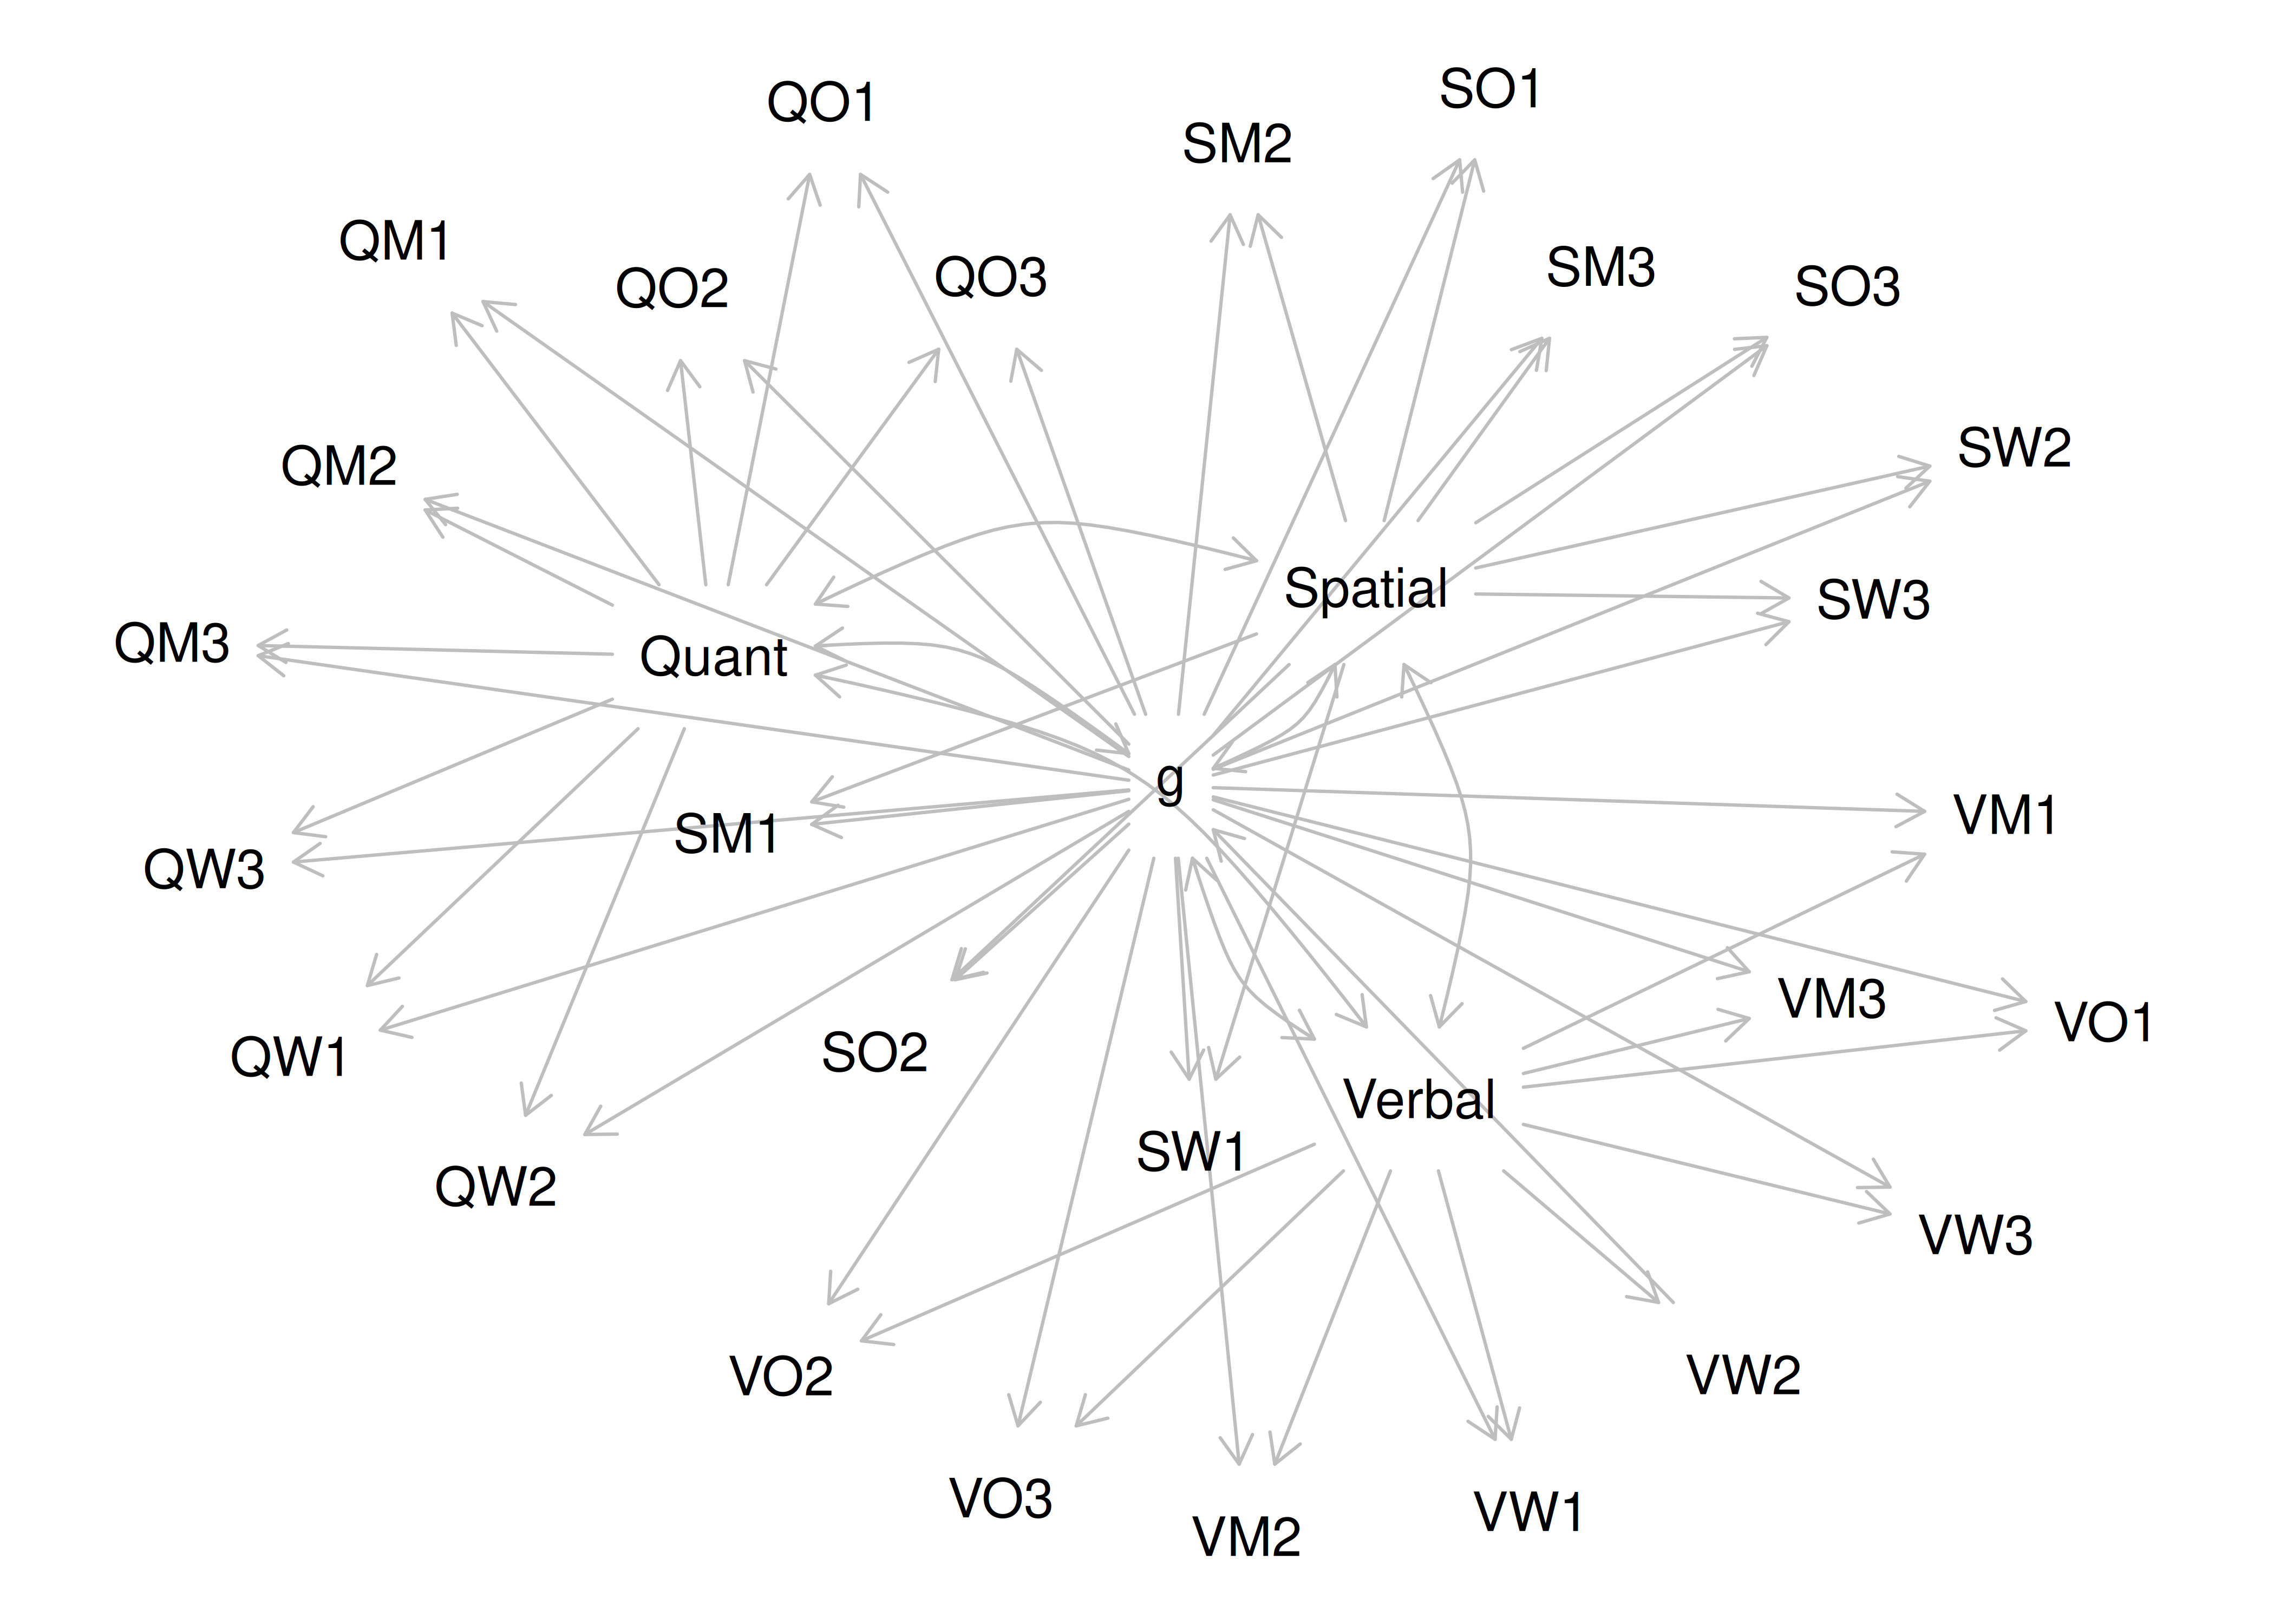 SO1
QO1
SM2
QM1
SM3
QO3
SO3
QO2
SW2
QM2
Spatial
SW3
QM3
Quant
g
VM1
SM1
QW3
VM3
VO1
SO2
QW1
Verbal
SW1
QW2
VW3
VO2
VW2
VO3
VW1
VM2